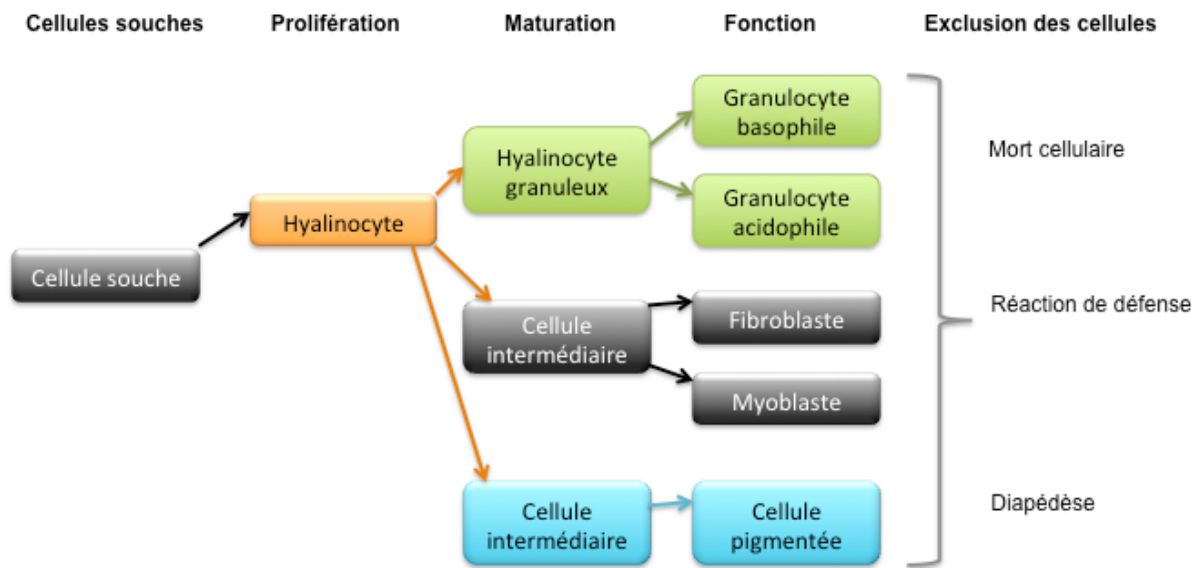 Cellules souches
Prolifération
Maturation
Fonction
Exclusion des cellules
Cellule souche
Hyalinocyte
Hyalinocyte
granuleux
Granulocyte
basophile
Granulocyte
acidophile
Cellule
intermédiaire
Fibroblaste
Myoblaste
Cellule
intermédiaire
Cellule
pigmentée
Mort cellulaire
Réaction de défense
Diapédèse